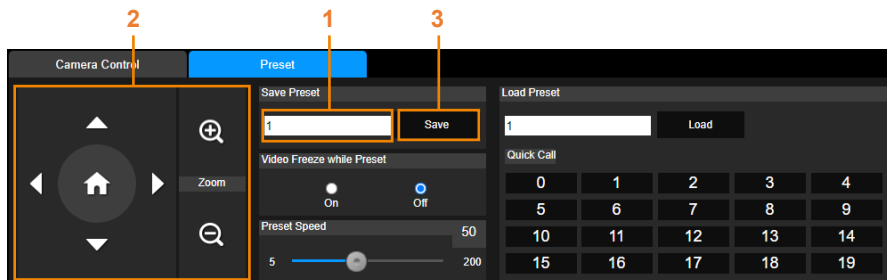 2 1 3
Camera Control Preset
Save Preset
1 Save
Video Freeze while Preset
On Off
Preset Speed 50
5 200
Zoom
Load Preset
1 Load
Quick Call
0 1 2 3 4
5 6 7 8 9
10 11 12 13 14
15 16 17 18 19